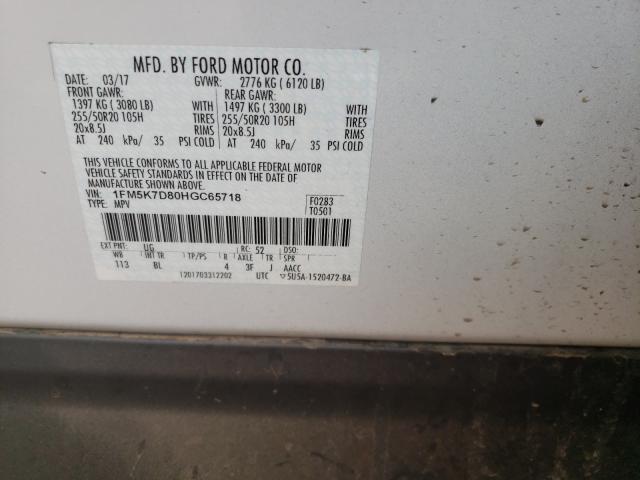 MFD. BY FORD MOTOR CO.
DATE: 03/17 GVWR: 2776 KG ( 6120 LB)
FRONT GAWR: REAR GAWR:
1397 KG ( 3080 LB) WITH 1497 KG ( 3300 LB) WITH
255/50R20 105H TIRES 255/50R20 105H TIRES
20x8.5J RIMS 20x8.5J RIMS
AT 240 kPa/ 35 PSI COLD AT 240 kPa/ 35 PSI COLD
THIS VEHICLE CONFORMS TO ALL APPLICABLE FEDERAL MOTOR
VEHICLE SAFETY STANDARDS IN EFFECT ON THE DATE OF
MANUFACTURE SHOWN ABOVE.
VIN: 1FM5K7D80HGC65718 F0283
TYPE: MPV T0501
EXT PNT: UG RC: 52 DSO:
WB INT TR TP/PS R AXLE TR SPR
113 BL 4 3F J AACC
1201703312202 UTC ▽5U5A-1520472-BA